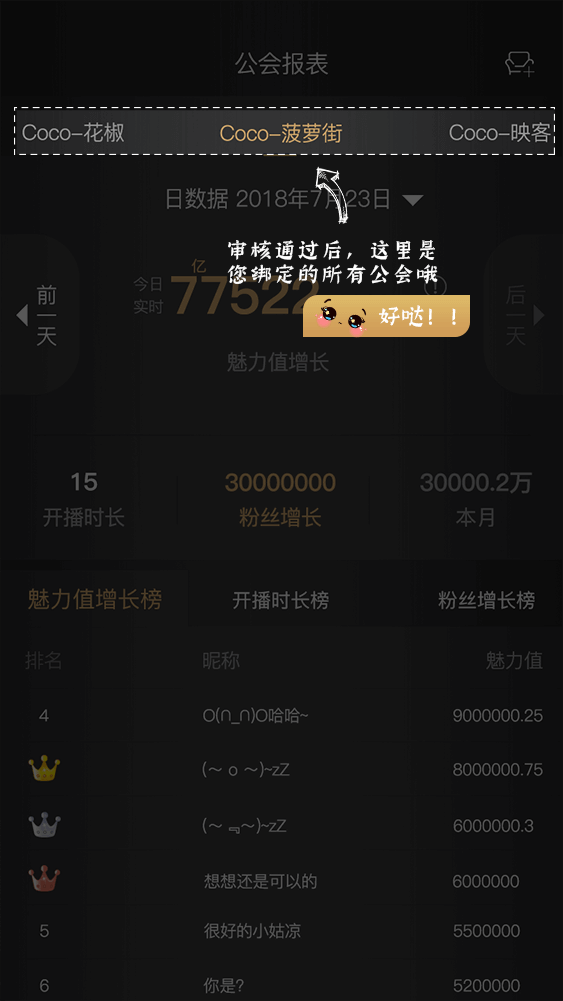 公会报表
Coco-花椒
Coco-菠萝街
Coco-映客
日数据 2018年7月23日
审核通过后，这里是
您绑定的所有公会哦
好哒！！
前一天
今日实时
亿
77522
后一天
魅力值增长
15
30000000
30000.2万
开播时长
粉丝增长
本月
魅力值增长榜
开播时长榜
粉丝增长榜
排名
昵称
魅力值
4
O(∩_∩)O哈哈~
9000000.25
(～ o ～)~zZ
8000000.75
(～﹃～)~zZ
6000000.3
想想还是可以的
6000000
5
很好的小姑凉
5500000
6
你是?
5200000